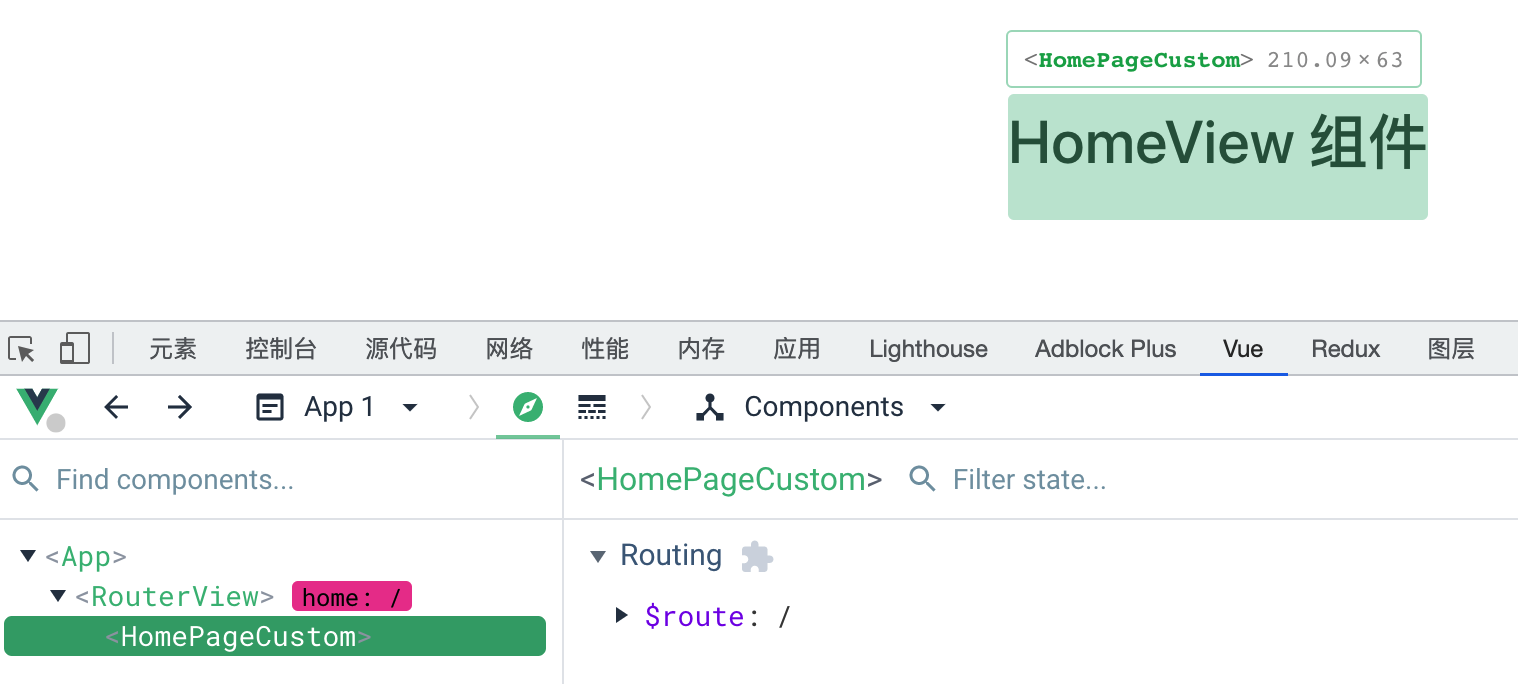 <HomePageCustom> 210.09 × 63
HomeView 组件
元素 控制台 源代码 网络 性能 内存 应用 Lighthouse Adblock Plus Vue Redux 图层
App 1 Components
Find components...
<HomePageCustom> Filter state...
<App>
<RouterView> home: /
<HomePageCustom>
Routing
$route: /